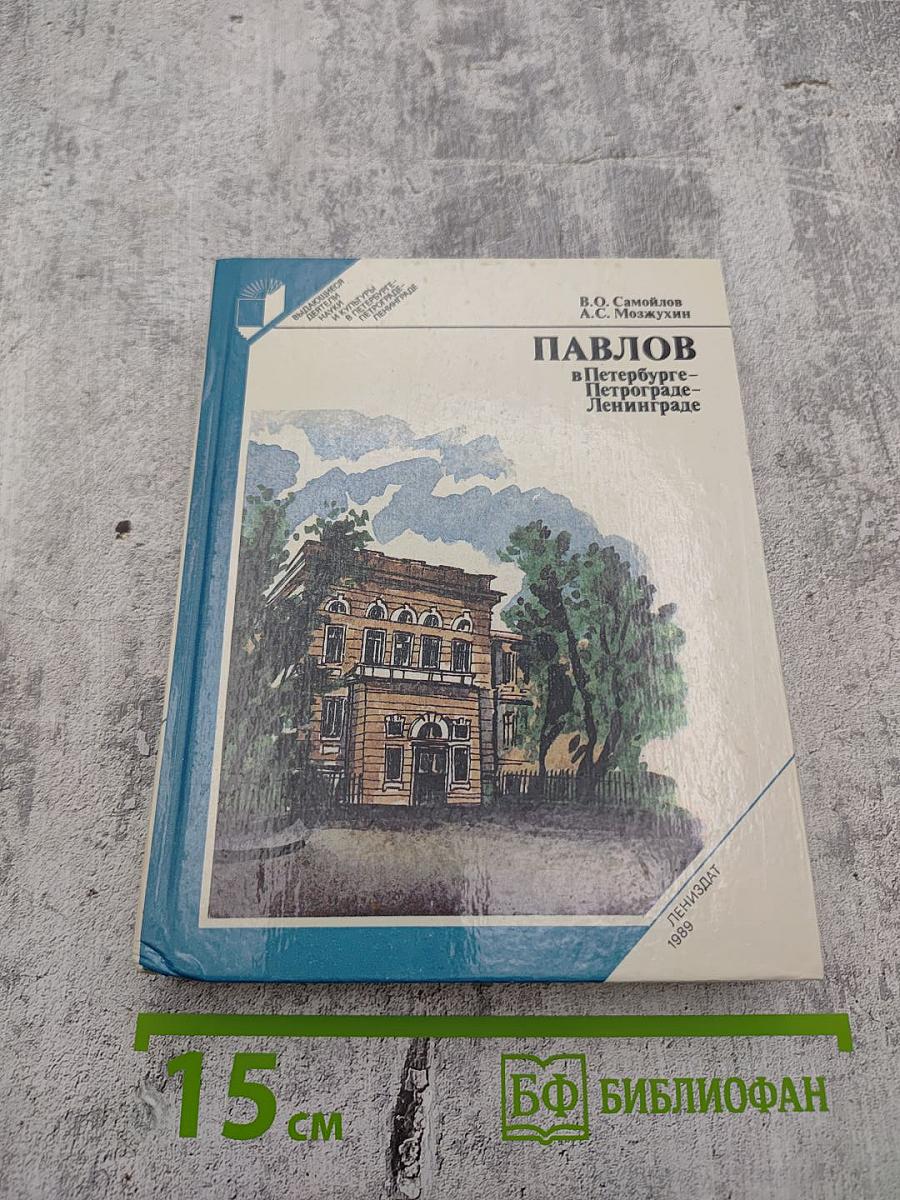 ВЫДАЮЩИЕСЯ
ДЕЯТЕЛИ
НАУКИ
И КУЛЬТУРЫ
В ПЕТЕРБУРГЕ-
ПЕТРОГРАДЕ-
ЛЕНИНГРАДЕ
В.О. Самойлов
А.С. Мозжухин
ПАВЛОВ
в Петербурге-
Петрограде-
Ленинграде
ЛЕНИЗДАТ
1989
15 см
БФ БИБЛИОФАН